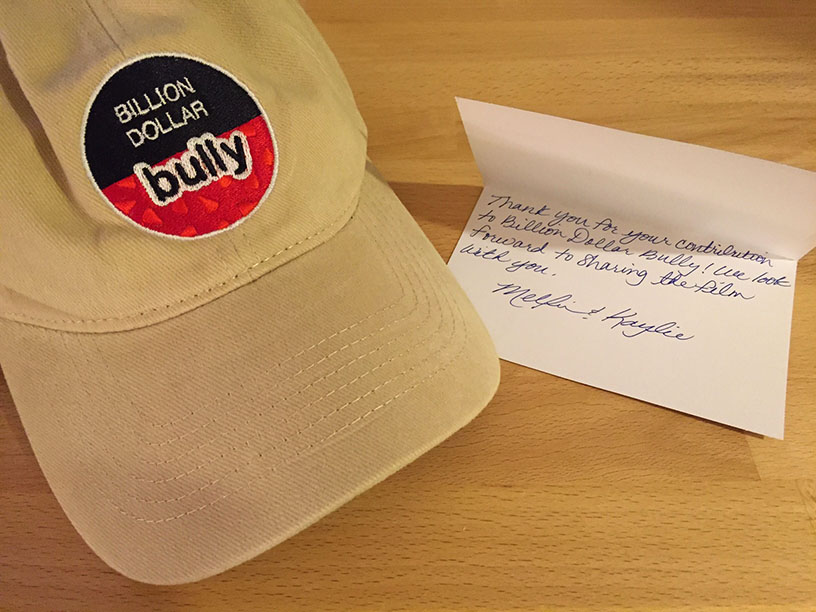 BILLION
DOLLAR
bully
Thank you for your contribution
to Billion Dollar Bully! We look
forward to sharing the film
with you.
Melfin & Kaylie